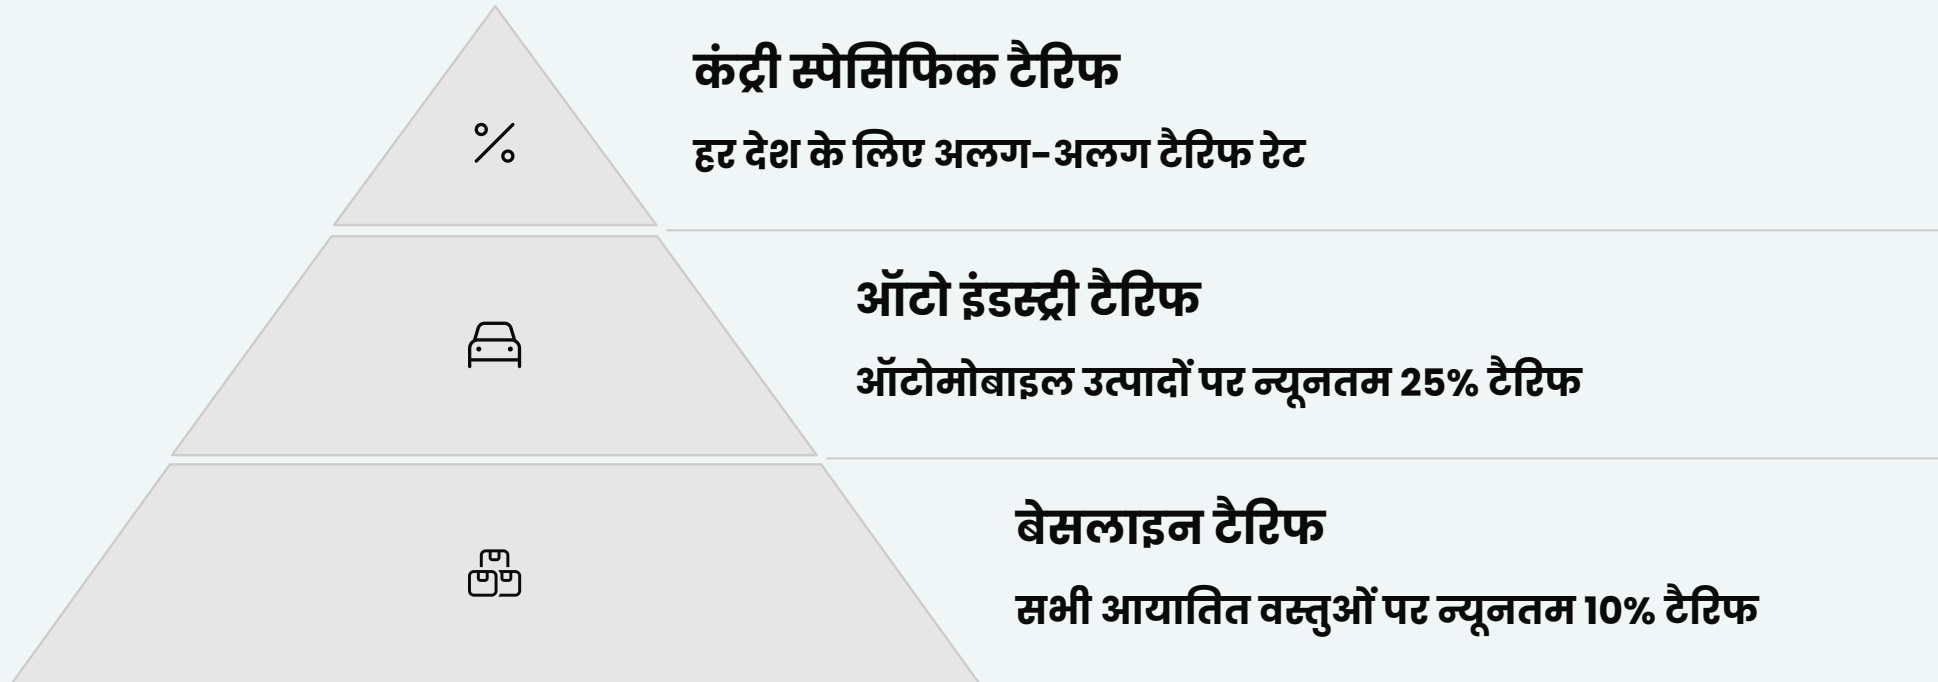 कंट्री स्पेसिफिक टैरिफ
हर देश के लिए अलग-अलग टैरिफ रेट
ऑटो इंडस्ट्री टैरिफ
ऑटोमोबाइल उत्पादों पर न्यूनतम 25% टैरिफ
बेसलाइन टैरिफ
सभी आयातित वस्तुओं पर न्यूनतम 10% टैरिफ